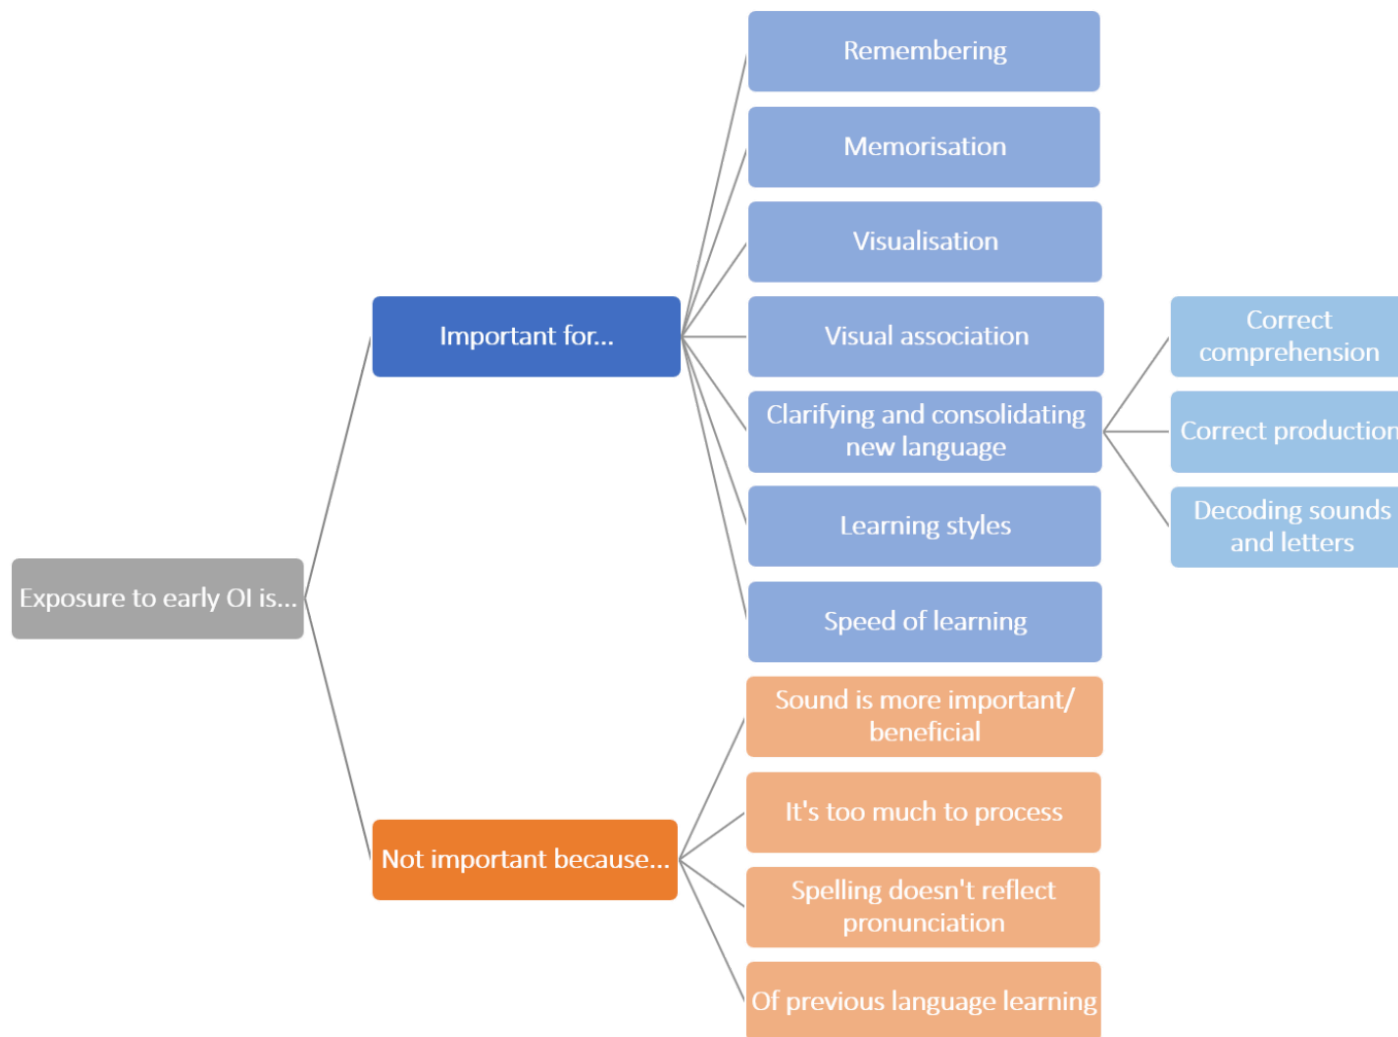 Exposure to early OI is...
Important for...
Remembering
Memorisation
Visualisation
Visual association
Clarifying and consolidating
new language
Correct
comprehension
Correct production
Decoding sounds
and letters
Learning styles
Speed of learning
Not important because...
Sound is more important/
beneficial
It's too much to process
Spelling doesn't reflect
pronunciation
Of previous language learning